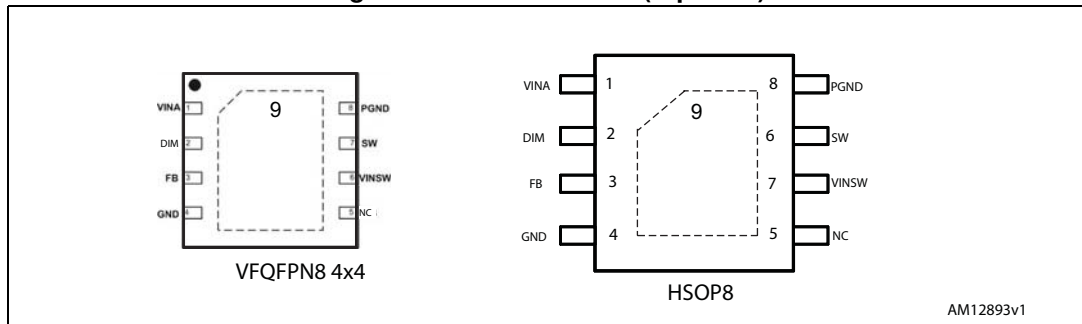 VINA 1 9 8 PGND
DIM 2 7 SW
FB 3 6 VINSW
GND 4 5 NC
VFQFPN8 4x4
VINA 1 8 PGND
9
DIM 2 6 SW
FB 3 7 VINSW
GND 4 5 NC
HSOP8
AM12893v1